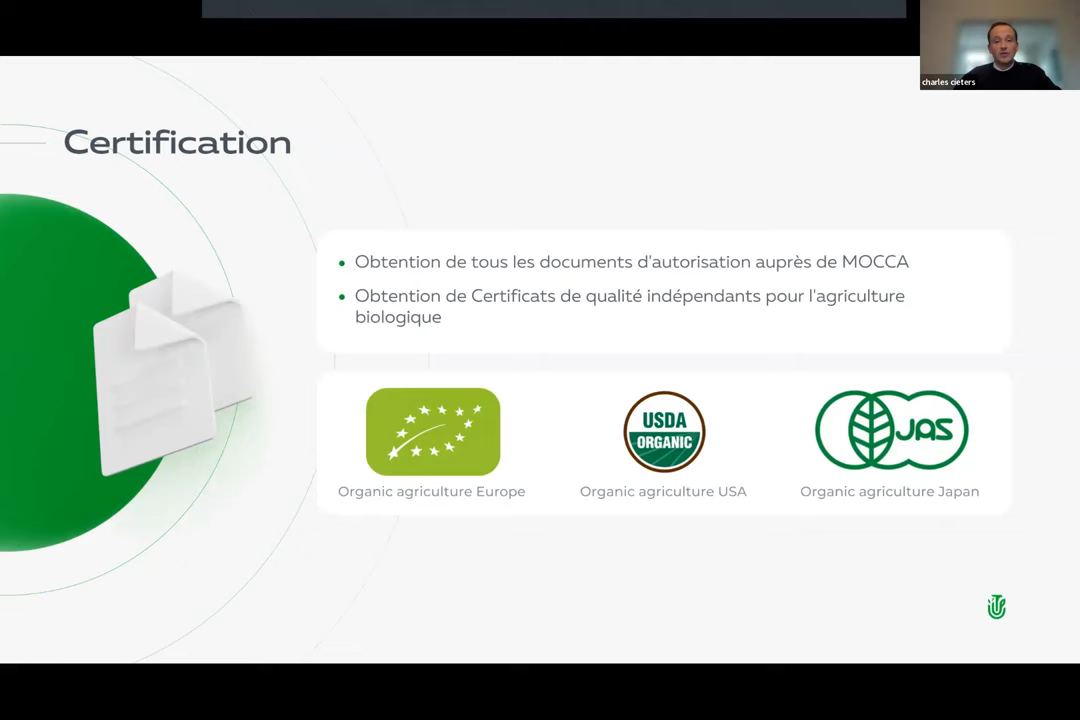 charles cieters
Certification
Obtention de tous les documents d'autorisation auprès de MOCCA
Obtention de Certificats de qualité indépendants pour l'agriculture
biologique
USDA
ORGANIC
JAS
Organic agriculture Europe
Organic agriculture USA
Organic agriculture Japan